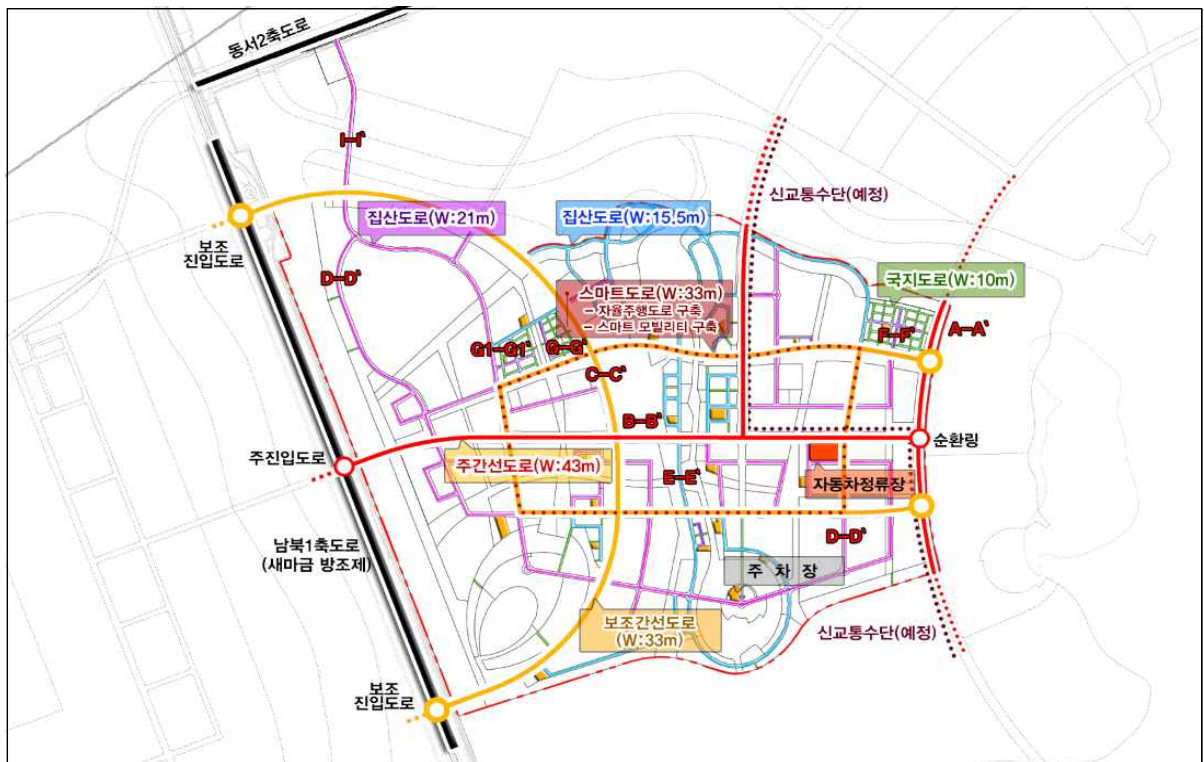 동서2축도로
I-I`
신교통수단(예정)
집산도로(W:21m)
집산도로(W:15.5m)
보조
진입도로
D-D`
국지도로(W:10m)
스마트도로(W:33m)
- 자율주행도로 구축
- 스마트 모빌리티 구축
F-F`
A-A`
G1-G1`
G-G`
C-C`
B-B`
순환링
주진입도로
주간선도로(W:43m)
E-E`
자동차정류장
남북1축도로
(새마금 방조제)
D-D`
주 차 장
보조간선도로
(W:33m)
신교통수단(예정)
보조
진입도로